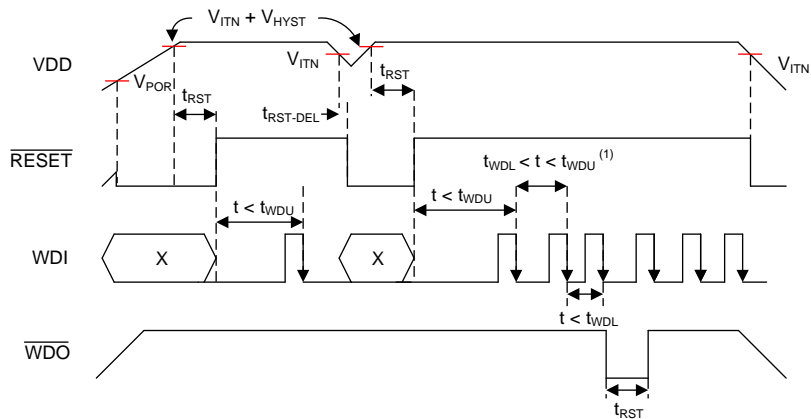 V_ITN + V_HYST
VDD
V_POR
V_ITN
V_ITN
t_RST
t_RST
t_RST-DEL
RESET
t_WDL < t < t_WDU (1)
t < t_WDU
t < t_WDU
WDI
X
X
t < t_WDL
WDO
t_RST